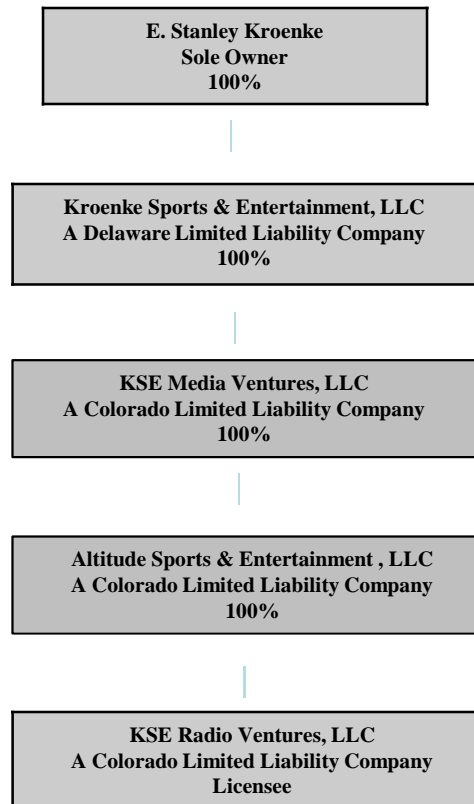 E. Stanley Kroenke
Sole Owner
100%
Kroenke Sports & Entertainment, LLC
A Delaware Limited Liability Company
100%
KSE Media Ventures, LLC
A Colorado Limited Liability Company
100%
Altitude Sports & Entertainment , LLC
A Colorado Limited Liability Company
100%
KSE Radio Ventures, LLC
A Colorado Limited Liability Company
Licensee